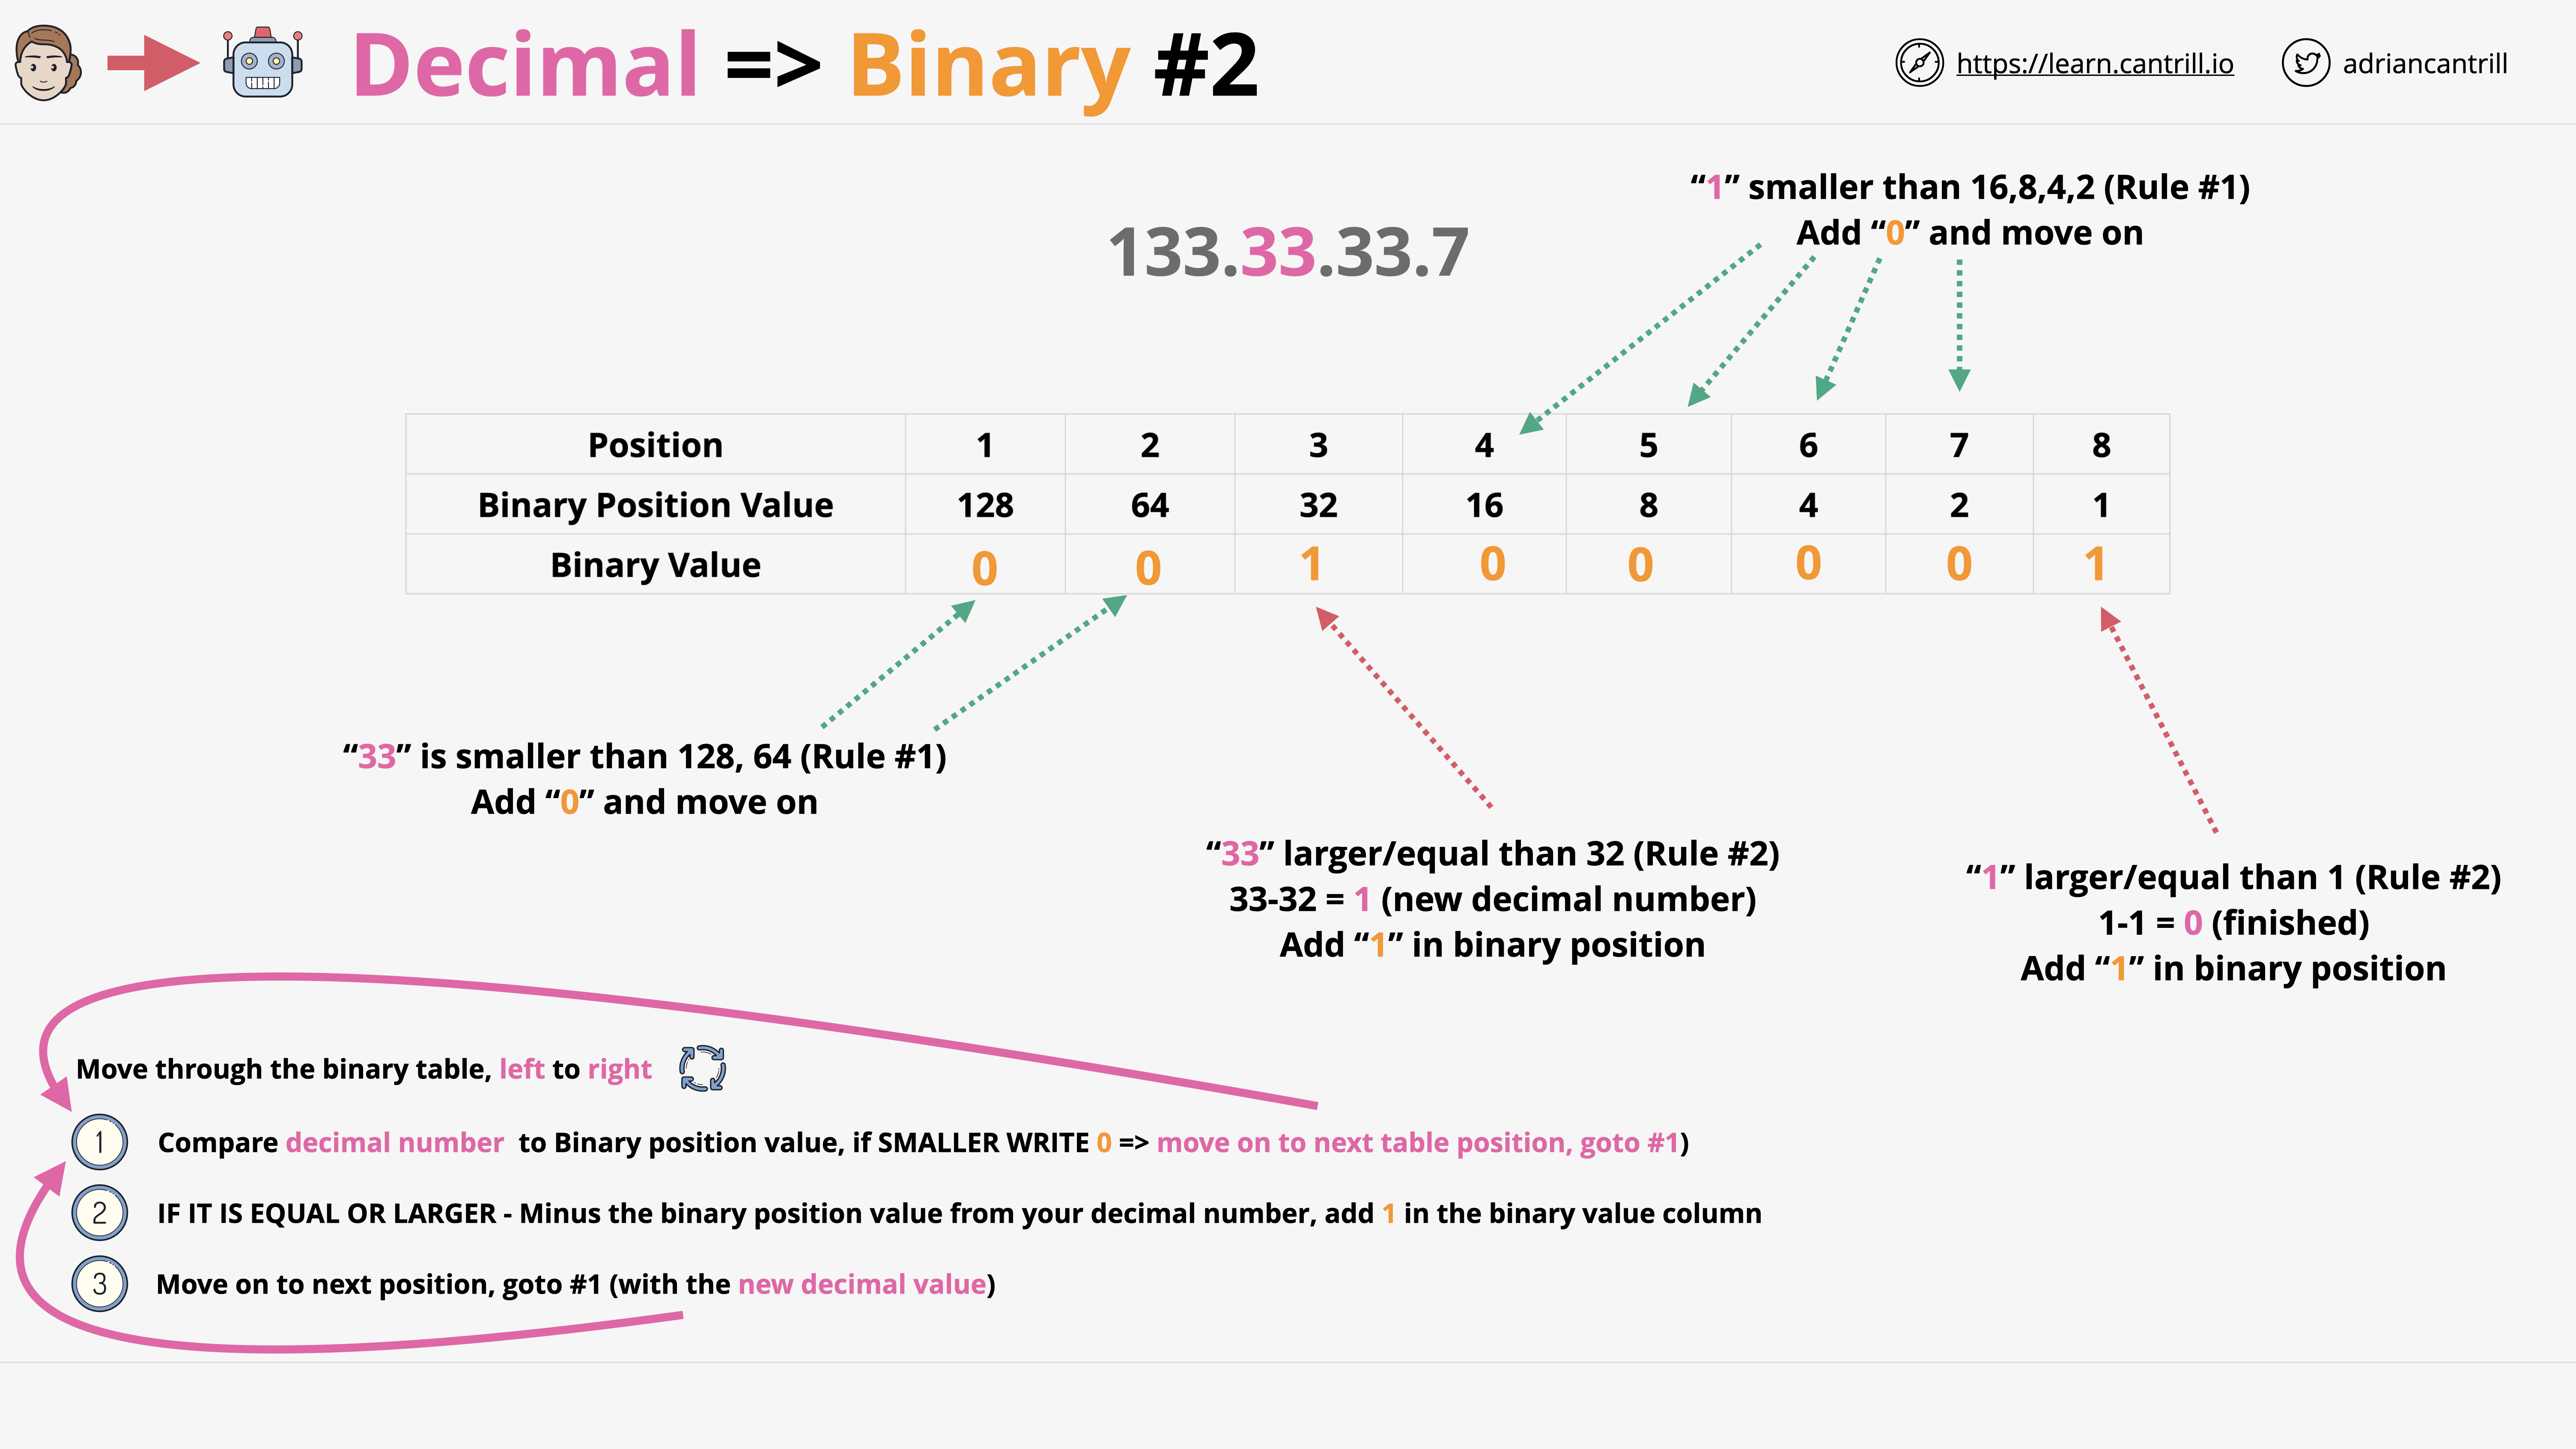 Decimal => Binary #2
https://learn.cantrill.io
adriancantrill
“1” smaller than 16,8,4,2 (Rule #1)
Add “0” and move on
133.33.33.7
Position 1 2 3 4 5 6 7 8
Binary Position Value 128 64 32 16 8 4 2 1
Binary Value 0 0 1 0 0 0 0 1
“33” is smaller than 128, 64 (Rule #1)
Add “0” and move on
“33” larger/equal than 32 (Rule #2)
33-32 = 1 (new decimal number)
Add “1” in binary position
“1” larger/equal than 1 (Rule #2)
1-1 = 0 (finished)
Add “1” in binary position
Move through the binary table, left to right
1 Compare decimal number to Binary position value, if SMALLER WRITE 0 => move on to next table position, goto #1)
2 IF IT IS EQUAL OR LARGER - Minus the binary position value from your decimal number, add 1 in the binary value column
3 Move on to next position, goto #1 (with the new decimal value)